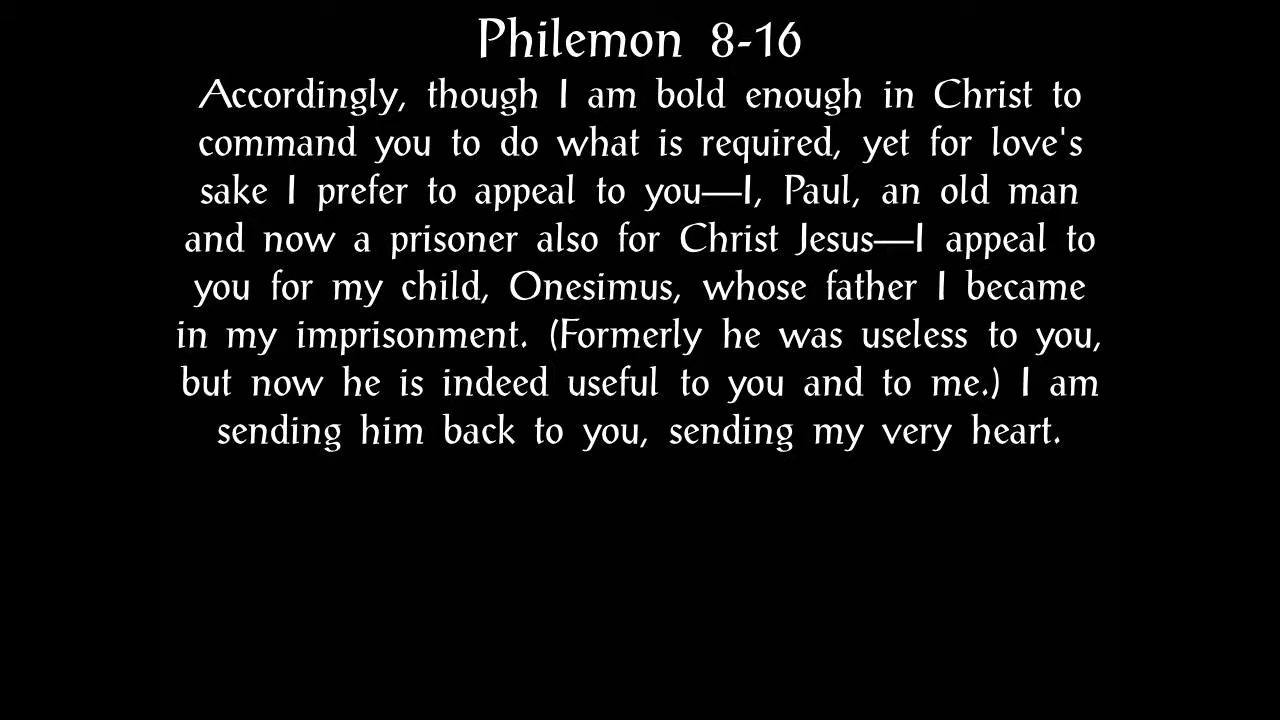 Philemon 8-16
Accordingly, though I am bold enough in Christ to
command you to do what is required, yet for love's
sake I prefer to appeal to you—I, Paul, an old man
and now a prisoner also for Christ Jesus—I appeal to
you for my child, Onesimus, whose father I became
in my imprisonment. (Formerly he was useless to you,
but now he is indeed useful to you and to me.) I am
sending him back to you, sending my very heart.